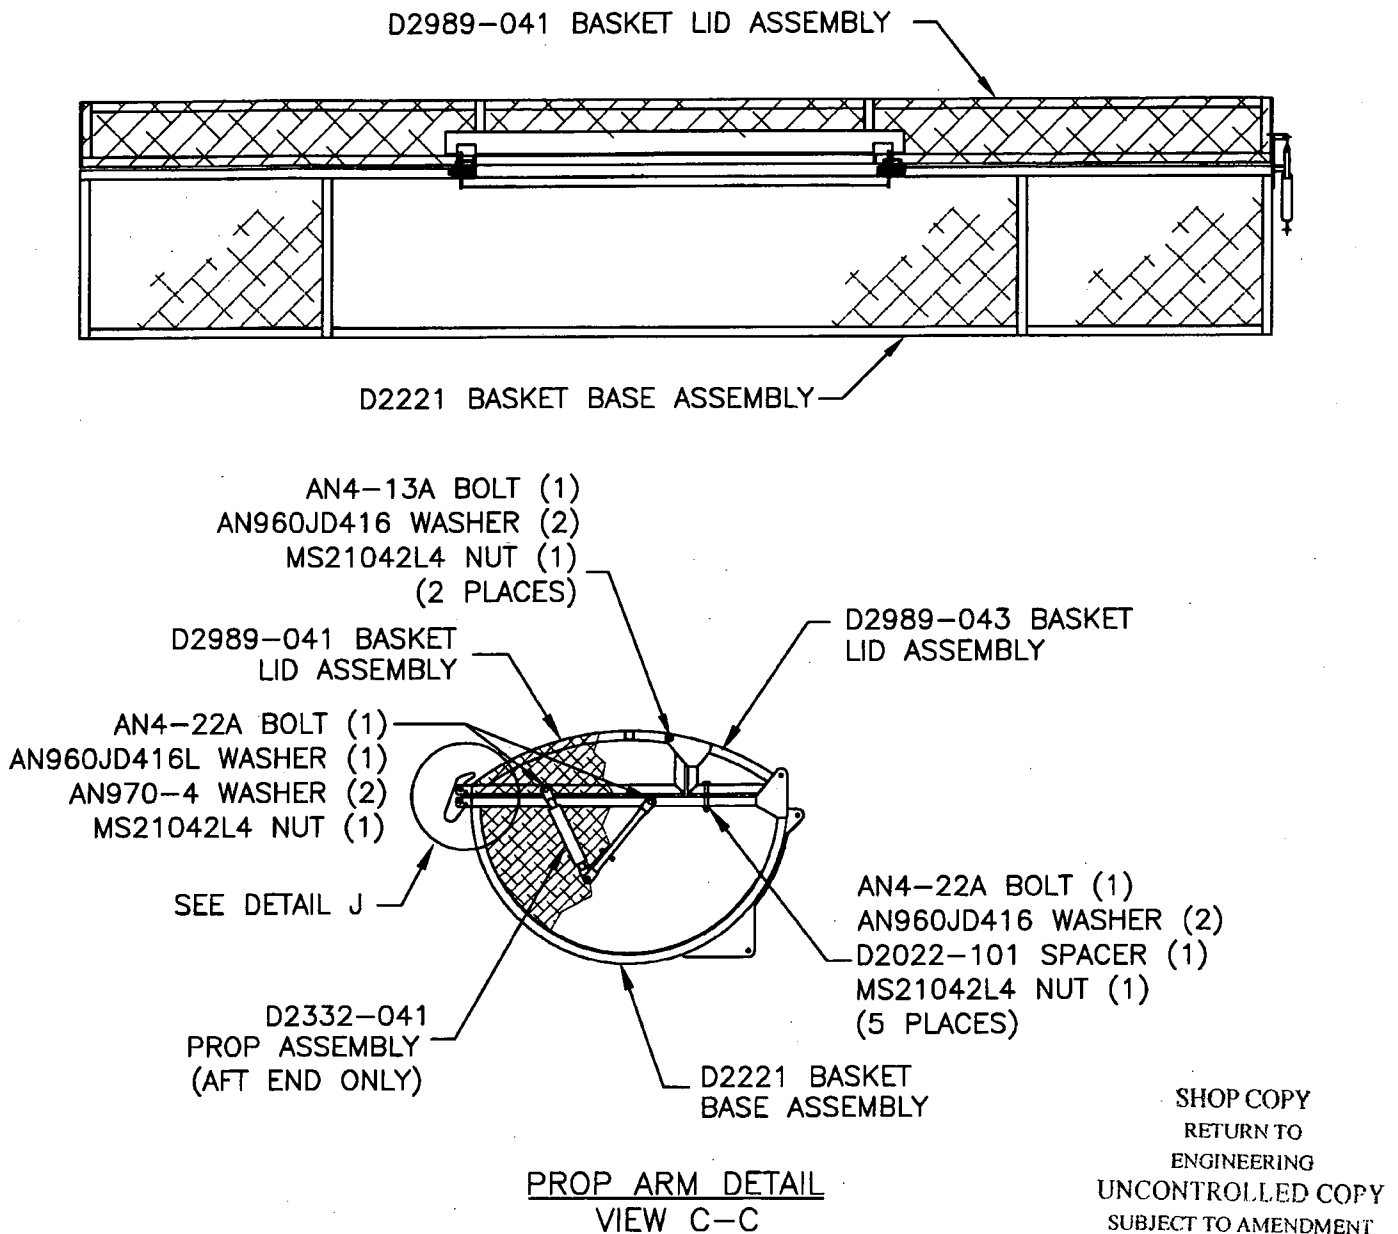 D2989-041 BASKET LID ASSEMBLY
D2221 BASKET BASE ASSEMBLY
AN4-13A BOLT (1)
AN960JD416 WASHER (2)
MS21042L4 NUT (1)
(2 PLACES)
D2989-041 BASKET
LID ASSEMBLY
D2989-043 BASKET
LID ASSEMBLY
AN4-22A BOLT (1)
AN960JD416L WASHER (1)
AN970-4 WASHER (2)
MS21042L4 NUT (1)
SEE DETAIL J
AN4-22A BOLT (1)
AN960JD416 WASHER (2)
D2022-101 SPACER (1)
MS21042L4 NUT (1)
(5 PLACES)
D2332-041
PROP ASSEMBLY
(AFT END ONLY)
D2221 BASKET
BASE ASSEMBLY
PROP ARM DETAIL
VIEW C-C
SHOP COPY
RETURN TO
ENGINEERING
UNCONTROLLED COPY
SUBJECT TO AMENDMENT